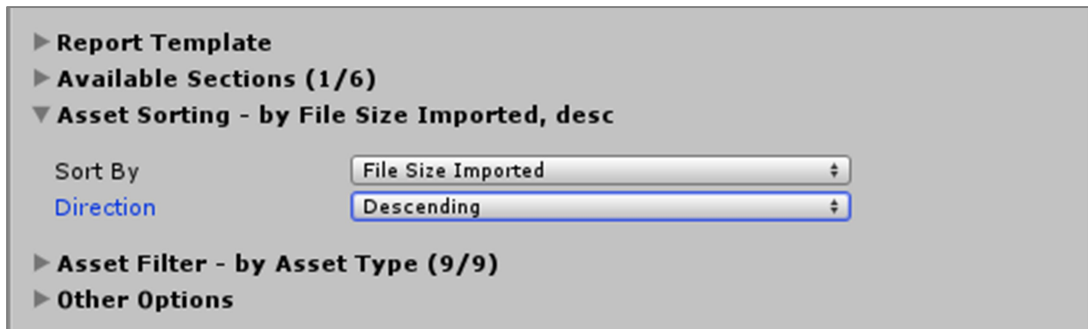 Report Template
Available Sections (1/6)
Asset Sorting - by File Size Imported, desc
Sort By File Size Imported
Direction Descending
Asset Filter - by Asset Type (9/9)
Other Options